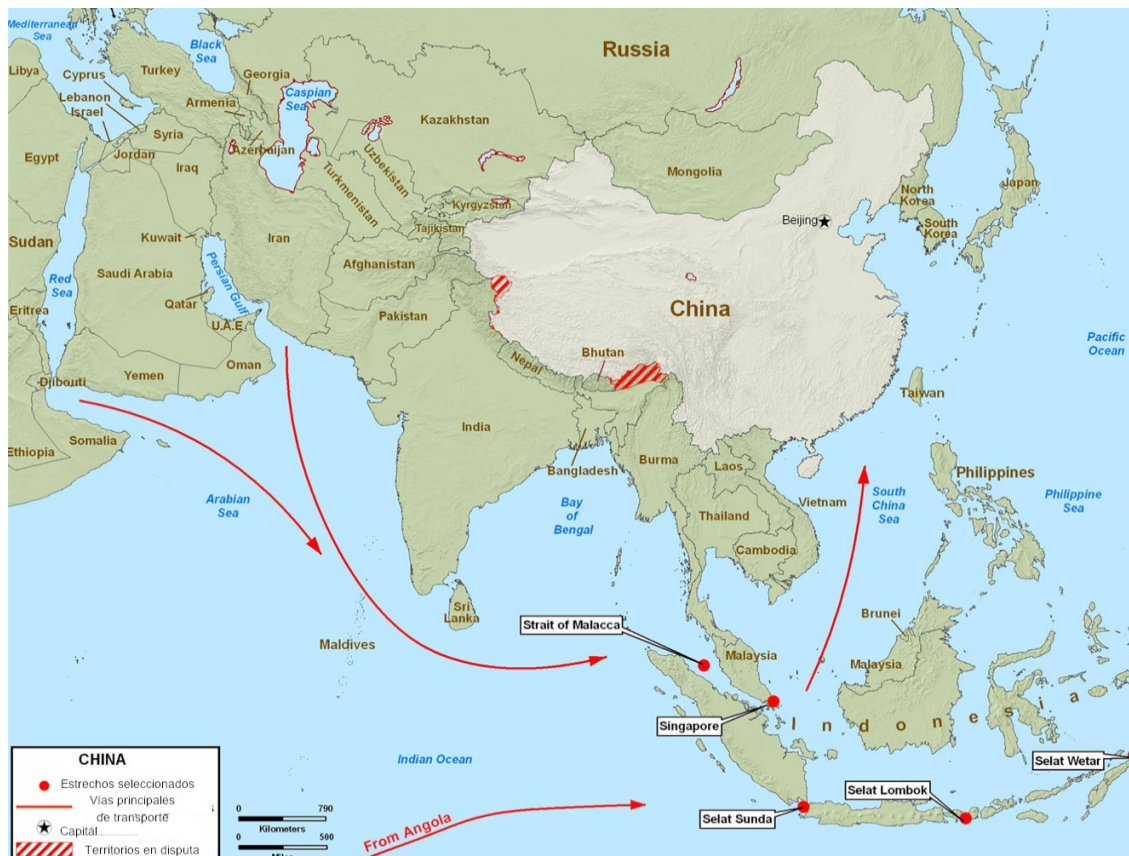 Mediterranean
Sea
Black
Sea
Russia
Libya
Cyprus
Turkey
Georgia
Caspian
Sea
Lebanon
Israel
Armenia
Kazakhstan
Syria
Azerbaijan
Uzbekistan
Egypt
Jordan
Iraq
Turkmenistan
Mongolia
North
Korea
Japan
Kyrgyzstan
South
Korea
Beijing
Tajikistan
Sudan
Kuwait
Iran
Afghanistan
Saudi Arabia
Red
Sea
Persian Gulf
Qatar
Eritrea
U.A.E
Pakistan
China
Pacific
Ocean
Nepal
Bhutan
Oman
Yemen
Djibouti
Taiwan
India
Somalia
Ethiopia
Bangladesh
Burma
Laos
Philippines
Arabian
Sea
Bay
of
Bengal
Vietnam
South
China
Sea
Philippine
Sea
Thailand
Cambodia
Sri
Lanka
Maldives
Strait of Malacca
Brunei
Malaysia
Malaysia
Singapore
Indonesia
Selat Wetar
Indian Ocean
Selat Lombok
Selat Sunda
From Angola
CHINA
Estrechos seleccionados
Vías principales
de transporte
Capitál
Territorios en disputa
0 790
Kilometers
0 500